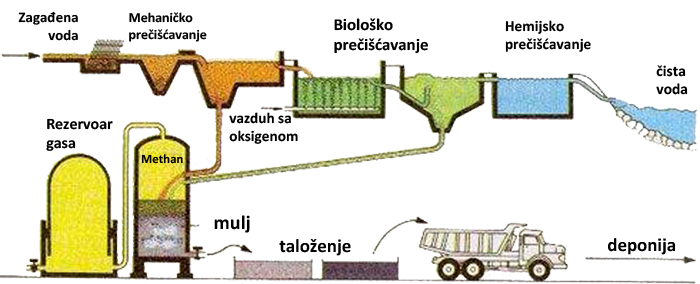 Zagađena
voda
Mehaničko
prečišćavanje
Biološko
prečišćavanje
Hemijsko
prečišćavanje
čista
voda
vazduh sa
oksigenom
Rezervoar
gasa
Methan
mulj
taloženje
deponija